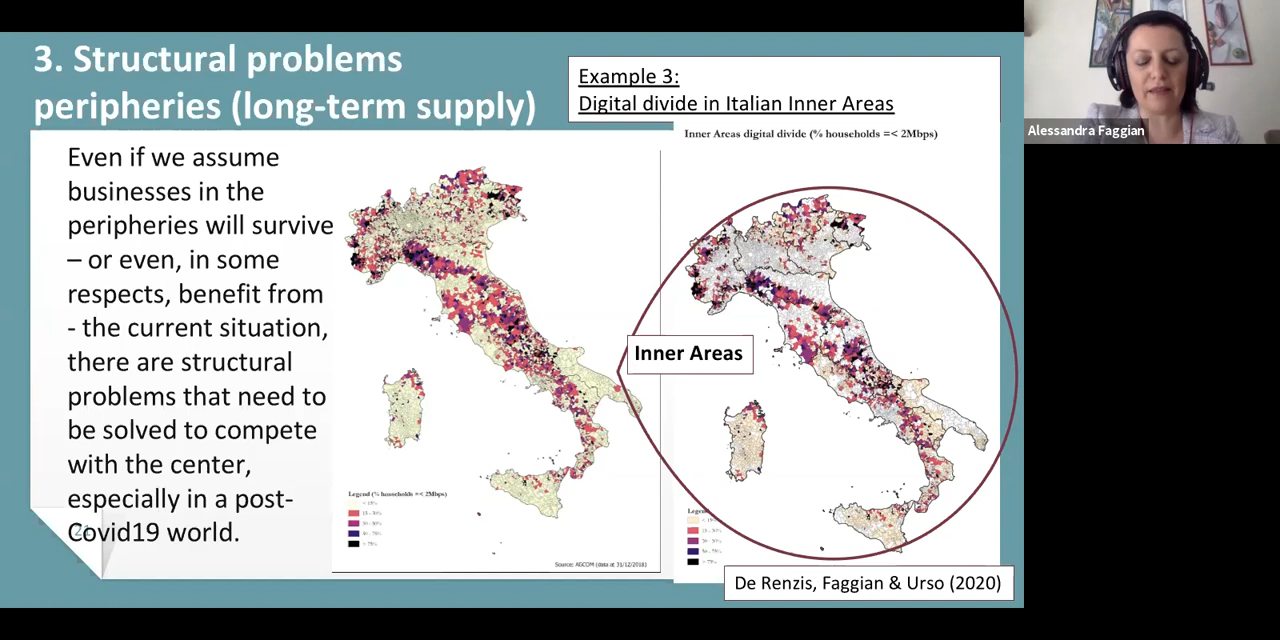 3. Structural problems
peripheries (long-term supply)
Example 3:
Digital divide in Italian Inner Areas
Even if we assume
businesses in the
peripheries will survive
– or even, in some
respects, benefit from
- the current situation,
there are structural
problems that need to
be solved to compete
with the center,
especially in a post-
Covid19 world.
Legend (% households =< 2Mbps)
Source: AGCOM (data at 31/12/2018)
Inner Areas digital divide (% households =< 2Mbps)
Inner Areas
De Renzis, Faggian & Urso (2020)
Alessandra Faggian